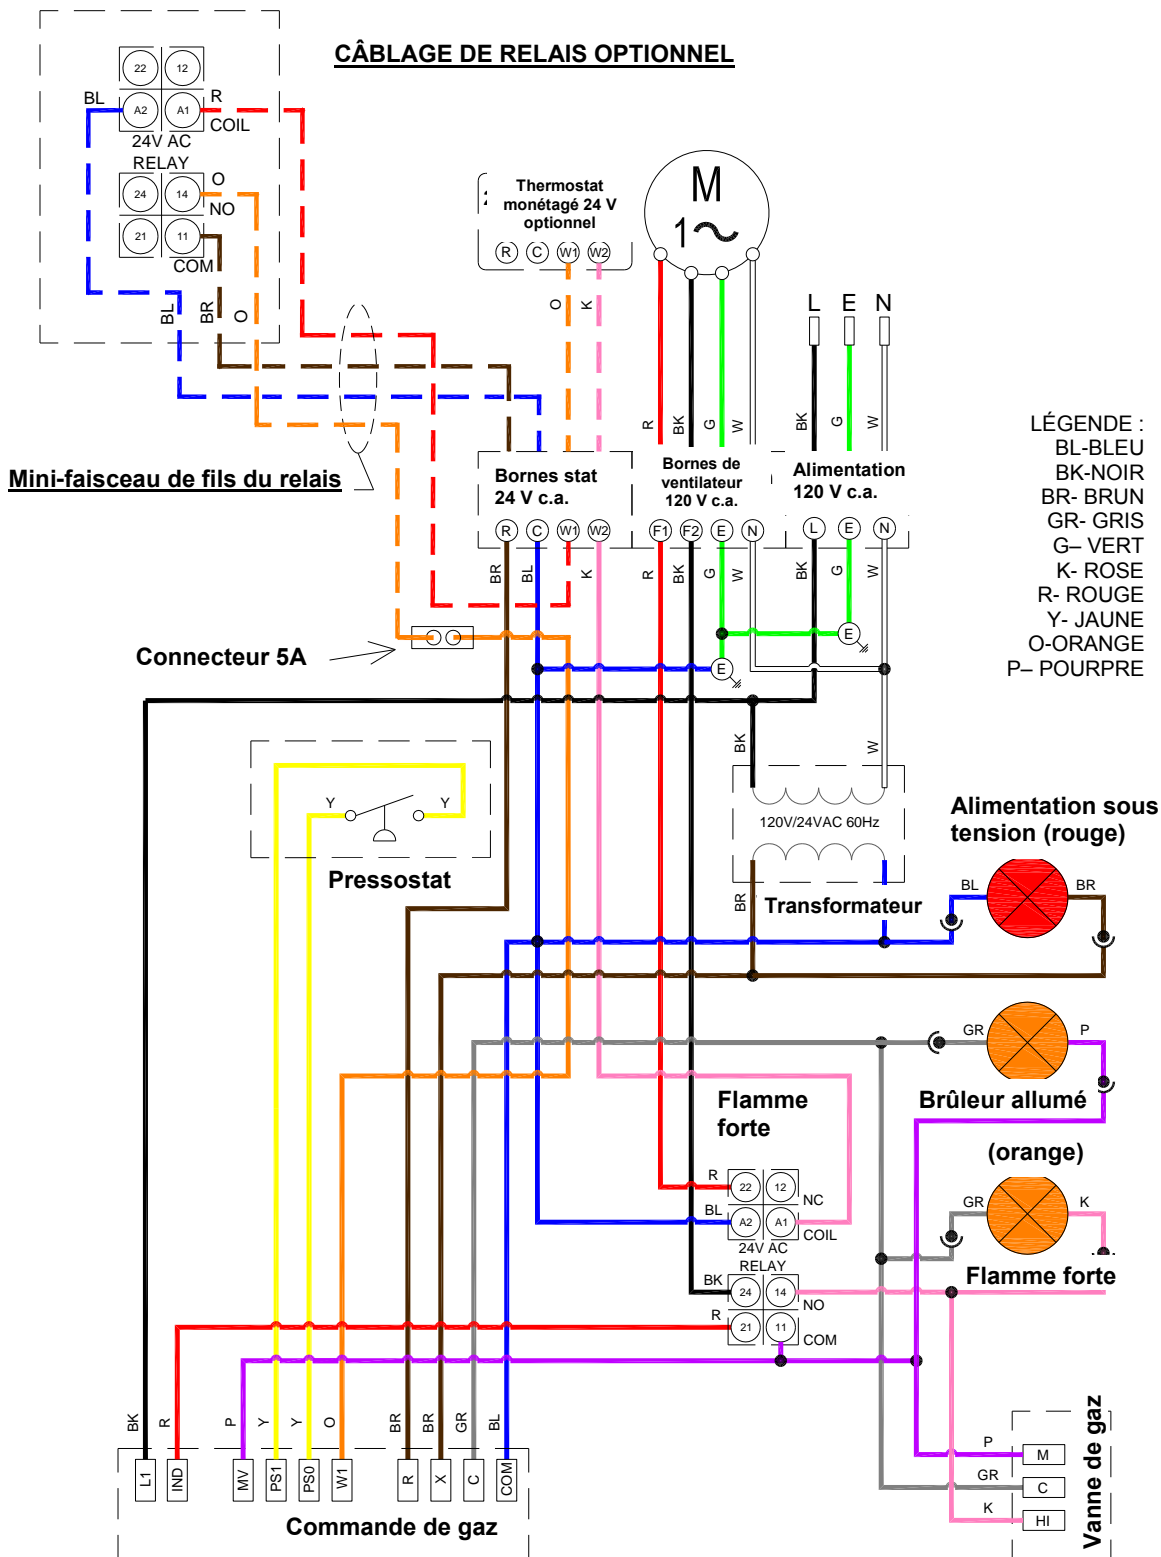 CÂBLAGE DE RELAIS OPTIONNEL
22
12
BL
R
A2
A1
COIL
24V AC
RELAY
O
24
14
NO
21
11
COM
BL
BR
O
Thermostat
monétagé 24 V
optionnel
R C W1 W2
O
K
M
1
L E N
R
BK
G
W
BK
G
W
Mini-faisceau de fils du relais
Bornes stat
24 V c.a.
R C W1 W2
Bornes de
ventilateur
120 V c.a.
F1 F2 E N
Alimentation
120 V c.a.
L E N
LÉGENDE :
BL-BLEU
BK-NOIR
BR- BRUN
GR- GRIS
G– VERT
K- ROSE
R- ROUGE
Y- JAUNE
O-ORANGE
P– POURPRE
BR
BL
K
R
BK
G
W
BK
G
W
E
E
Connecteur 5A
BK
W
Y
Y
Pressostat
120V/24VAC 60Hz
BR
Transformateur
Alimentation sous
tension (rouge)
BL
BR
GR
P
Brûleur allumé
(orange)
GR
K
Flamme forte
Flamme
forte
R
22
12
NC
BL
A2
A1
COIL
24V AC
RELAY
BK
24
14
NO
R
21
11
COM
BK
R
P
Y
Y
O
BR
BR
GR
BL
L1
IND
MV
PS1
PS0
W1
R
X
C
COM
Commande de gaz
P
M
GR
C
K
HI
Vanne de gaz